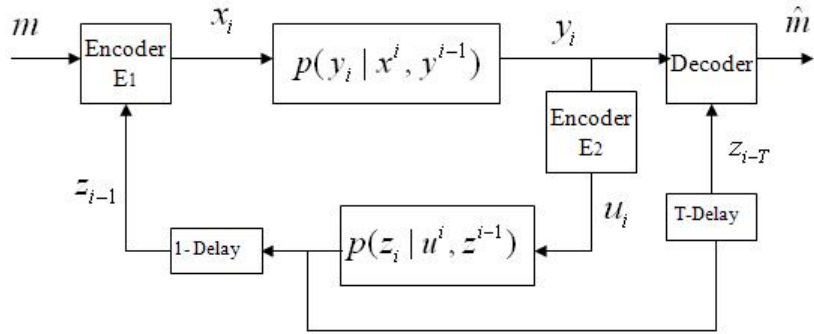 m
Encoder
E1
x_i
p(y_i | x^i, y^{i-1})
y_i
Decoder
m̂
Encoder
E2
z_{i-T}
z_{i-1}
u_i
T-Delay
1-Delay
p(z_i | u^i, z^{i-1})